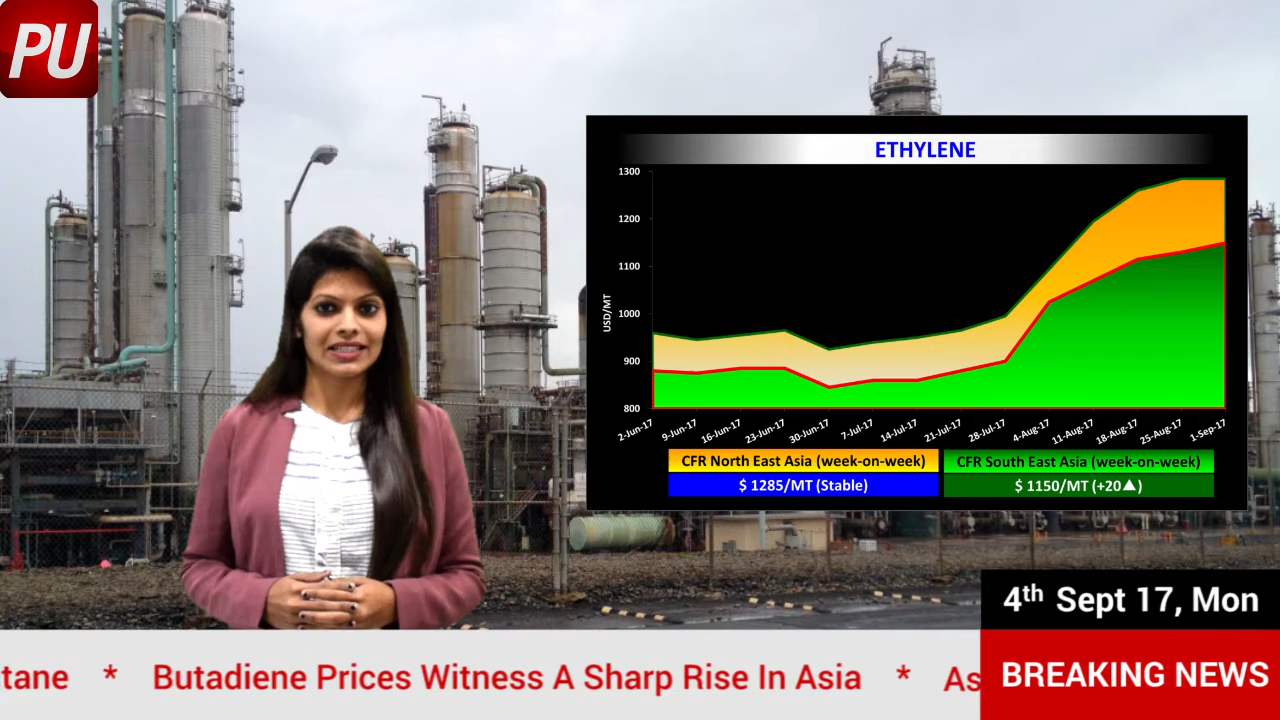 PU
ETHYLENE
1300
1200
1100
1000
900
800
USD/MT
2-Jun-17
9-Jun-17
16-Jun-17
23-Jun-17
30-Jun-17
7-Jul-17
14-Jul-17
21-Jul-17
28-Jul-17
4-Aug-17
11-Aug-17
18-Aug-17
25-Aug-17
1-Sep-17
CFR North East Asia (week-on-week)
CFR South East Asia (week-on-week)
$ 1285/MT (Stable)
$ 1150/MT (+20▲)
4th Sept 17, Mon
tane * Butadiene Prices Witness A Sharp Rise In Asia * As
BREAKING NEWS